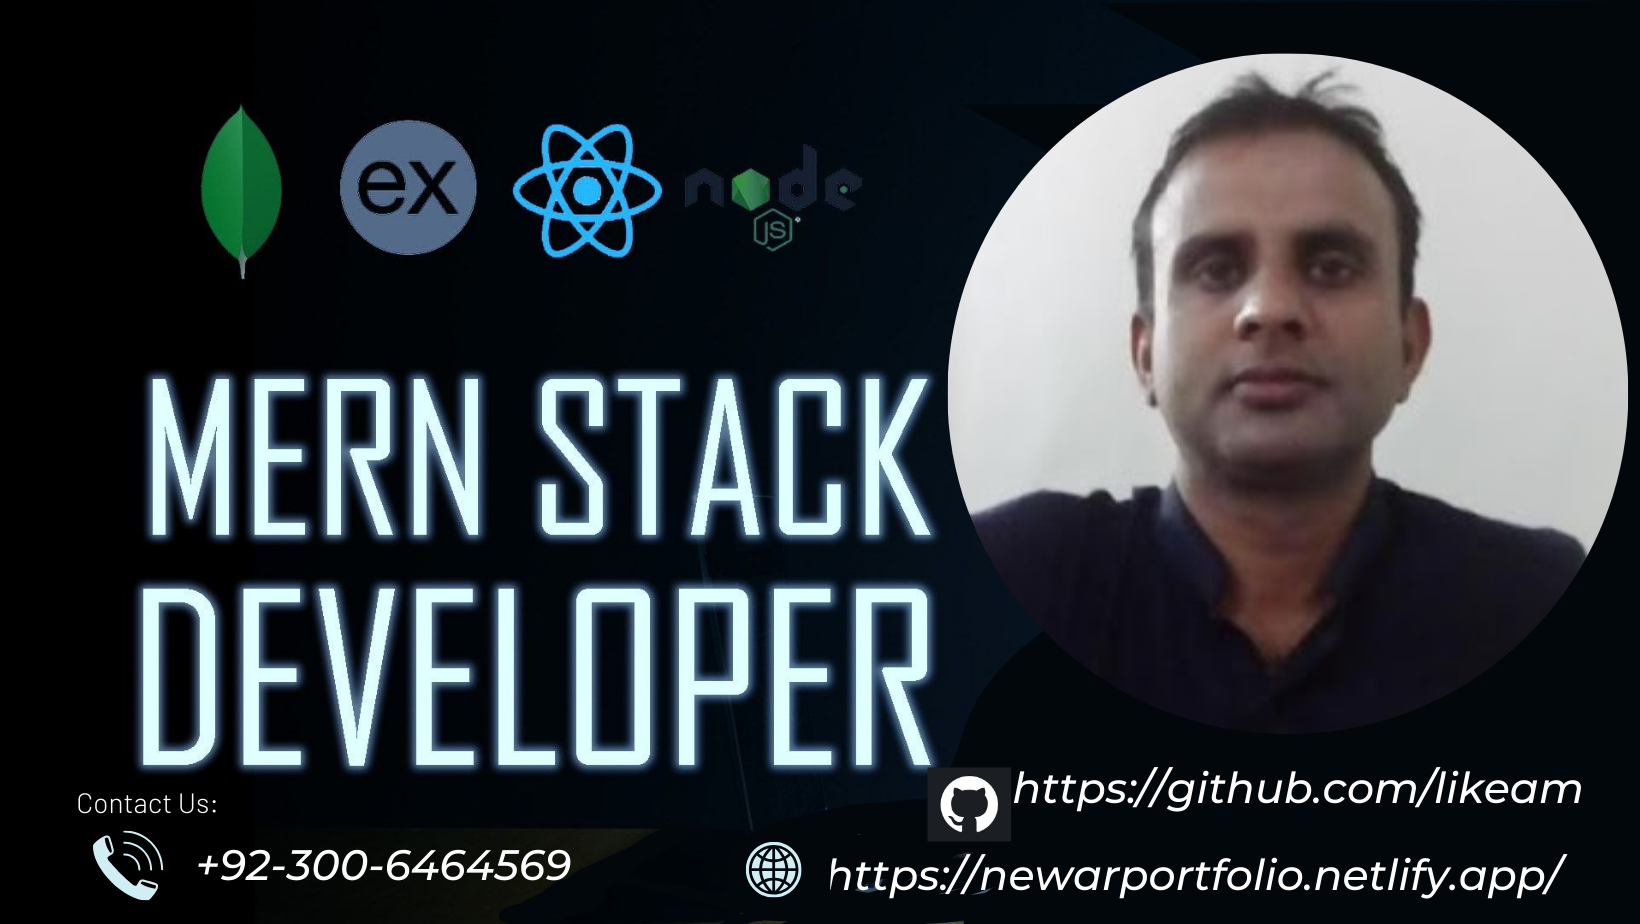 ex
node
JS
MERN STACK
DEVELOPER
Contact Us:
+92-300-6464569
https://github.com/likeam
https://newarportfolio.netlify.app/